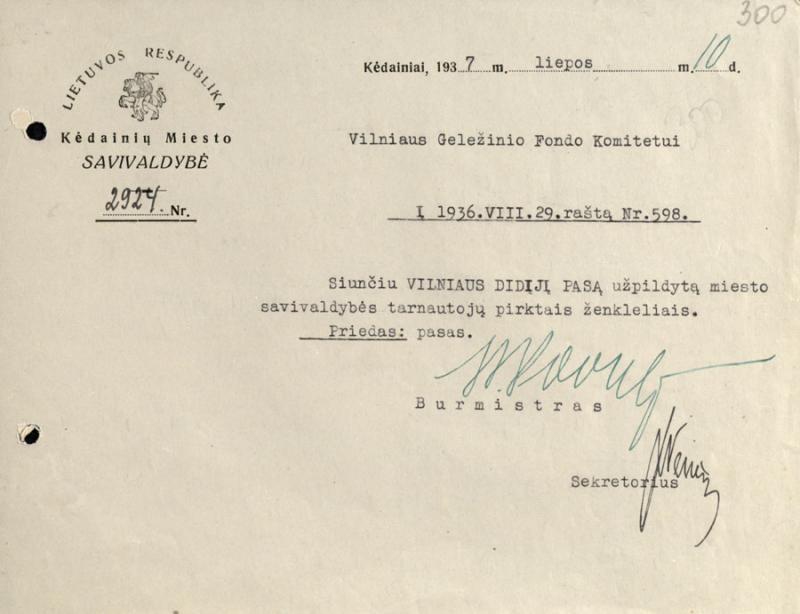 300
LIETUVOS RESPUBLIKA
Kėdainių Miesto
SAVIVALDYBĖ
2924. Nr.
Kėdainiai, 1937 m. liepos m. 10 d.
Vilniaus Geležinio Fondo Komitetui
Į 1936.VIII.29.raštą Nr.598.
Siunčiu VILNIAUS DIDĮJĮ PASĄ užpildytą miesto
savivaldybės tarnautojų pirktais ženkleliais.
Priedas: pasas.
Burmistras
Sekretorius